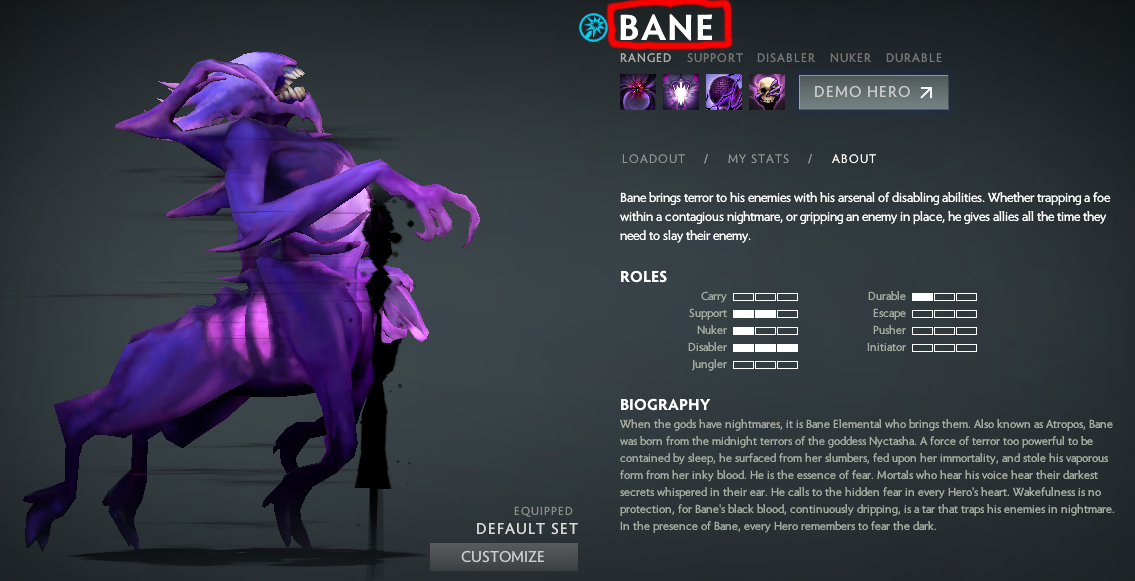 BANE
RANGED SUPPORT DISABLER NUKER DURABLE
DEMO HERO
LOADOUT / MY STATS / ABOUT
Bane brings terror to his enemies with his arsenal of disabling abilities. Whether trapping a foe
within a contagious nightmare, or gripping an enemy in place, he gives allies all the time they
need to slay their enemy.
ROLES
Carry Durable
Support Escape
Nuker Pusher
Disabler Initiator
Jungler
BIOGRAPHY
When the gods have nightmares, it is Bane Elemental who brings them. Also known as Atropos, Bane
was born from the midnight terrors of the goddess Nyctasha. A force of terror too powerful to be
contained by sleep, he surfaced from her slumbers, fed upon her immortality, and stole his vaporous
form from her inky blood. He is the essence of fear. Mortals who hear his voice hear their darkest
secrets whispered in their ear. He calls to the hidden fear in every Hero's heart. Wakefulness is no
protection, for Bane's black blood, continuously dripping, is a tar that traps his enemies in nightmare.
In the presence of Bane, every Hero remembers to fear the dark.
EQUIPPED
DEFAULT SET
CUSTOMIZE